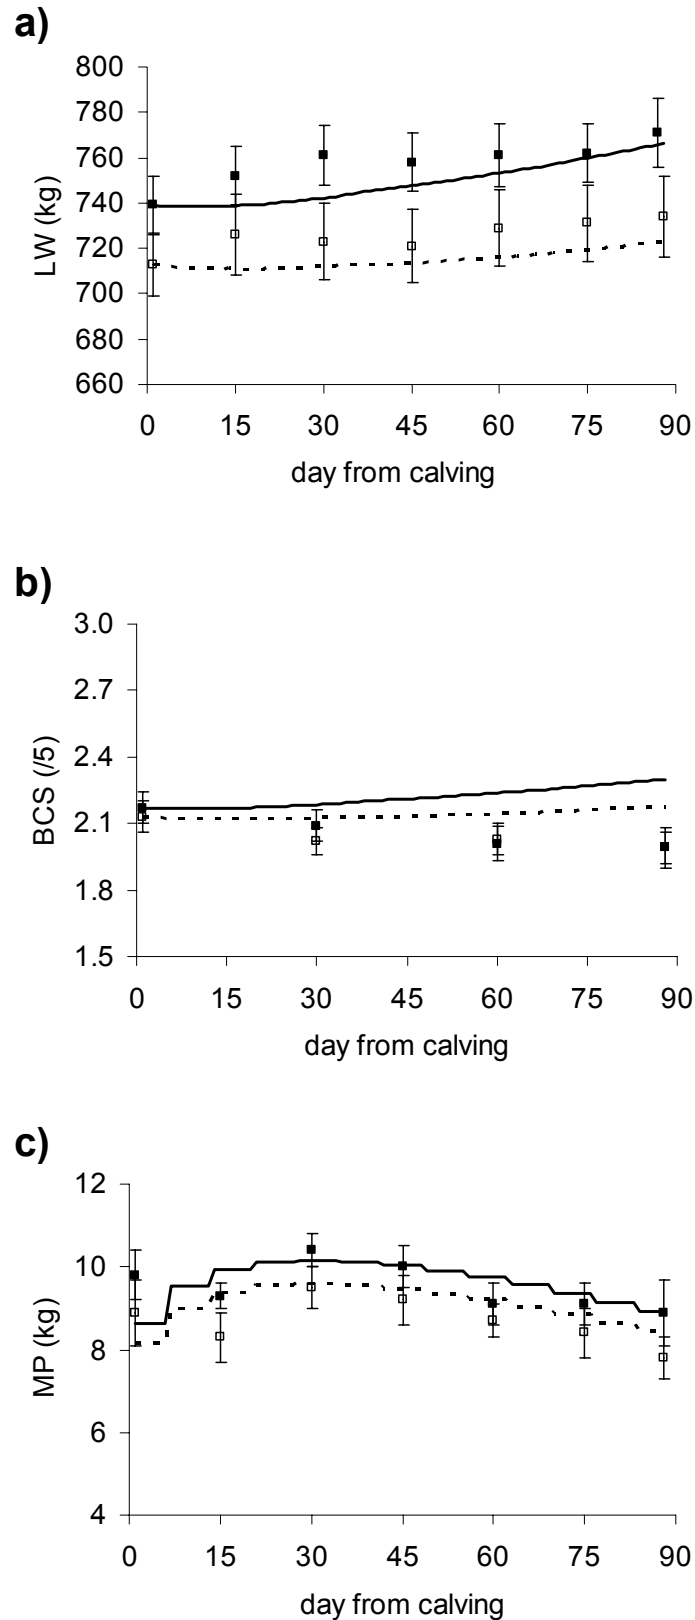 a)
800
780
760
740
720
700
680
660
LW (kg)
0 15 30 45 60 75 90
day from calving
b)
3.0
2.7
2.4
2.1
1.8
1.5
BCS (/5)
0 15 30 45 60 75 90
day from calving
c)
12
10
8
6
4
MP (kg)
0 15 30 45 60 75 90
day from calving